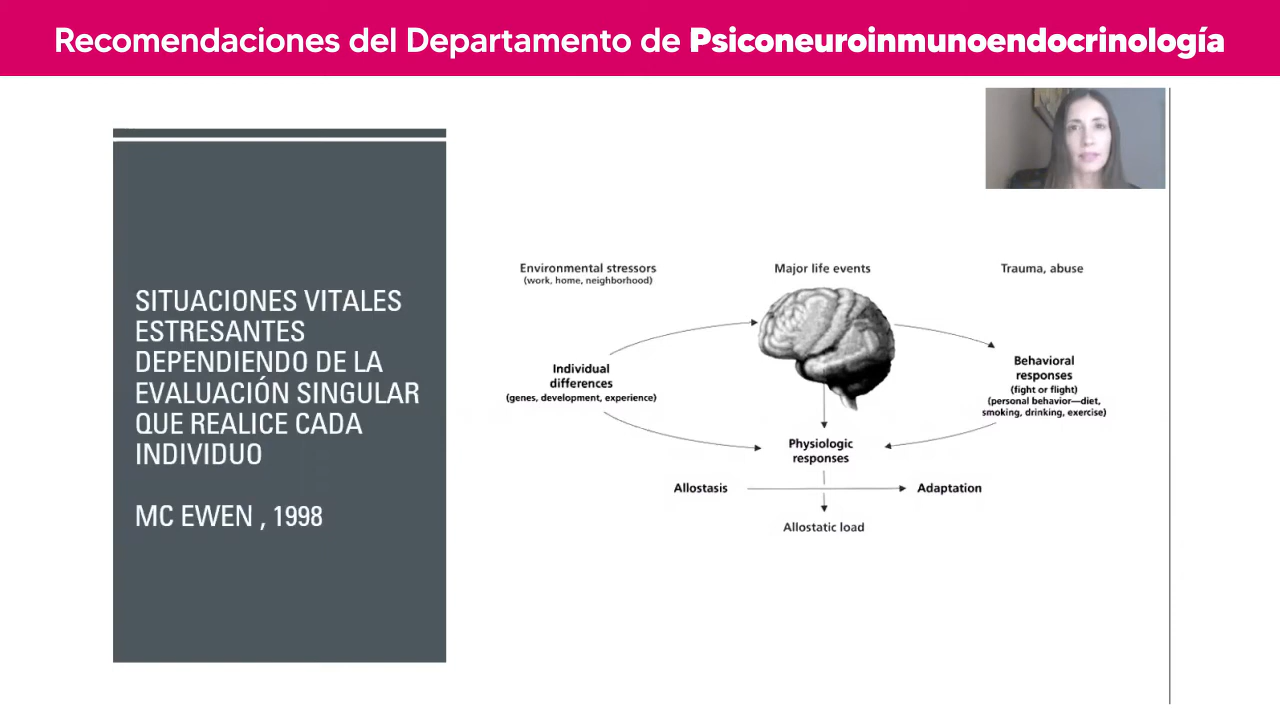 Recomendaciones del Departamento de Psiconeuroinmunoendocrinología
SITUACIONES VITALES
ESTRESANTES
DEPENDIENDO DE LA
EVALUACIÓN SINGULAR
QUE REALICE CADA
INDIVIDUO
MC EWEN , 1998
Environmental stressors
(work, home, neighborhood)
Major life events
Trauma, abuse
Individual
differences
(genes, development, experience)
Behavioral
responses
(fight or flight)
(personal behavior—diet,
smoking, drinking, exercise)
Physiologic
responses
Allostasis
Adaptation
Allostatic load